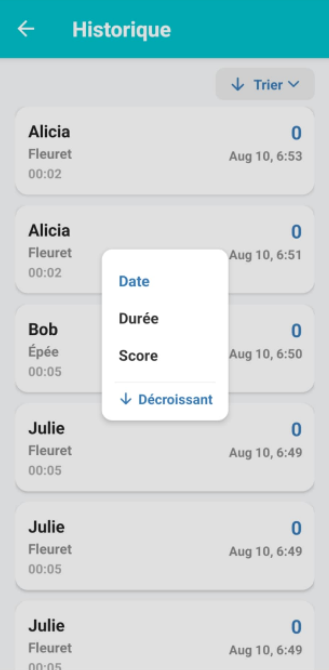 Historique
Trier
Alicia
0
Fleuret
Aug 10, 6:53
00:02
Alicia
0
Fleuret
Aug 10, 6:51
00:02
Date
Durée
Score
Décroissant
Bob
0
Épée
Aug 10, 6:50
00:05
Julie
0
Fleuret
Aug 10, 6:49
00:05
Julie
0
Fleuret
Aug 10, 6:49
00:05
Julie
0
Fleuret
Aug 10, 6:49
00:05